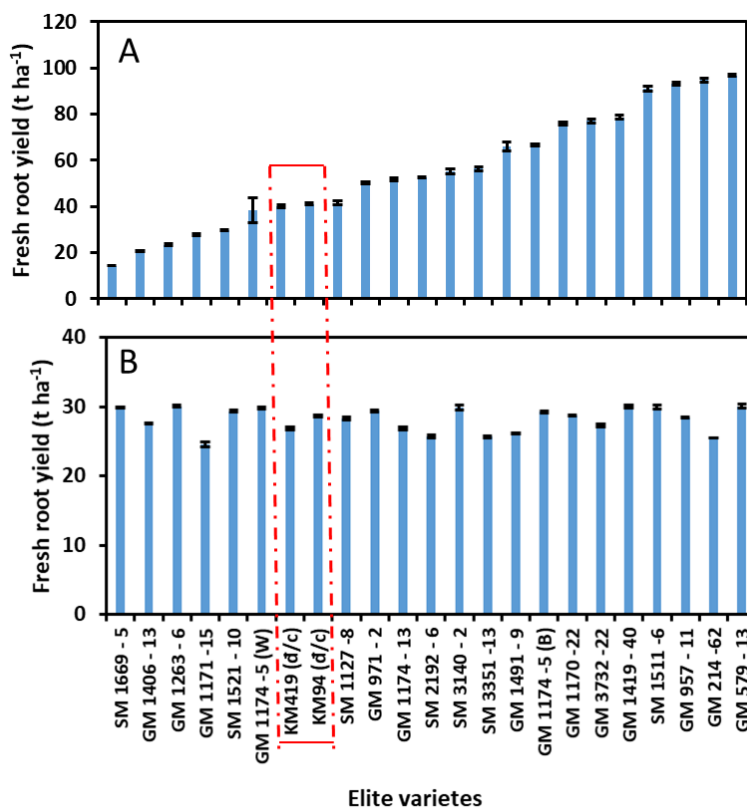 A
Fresh root yield (t ha⁻¹)
120
100
80
60
40
20
0
B
Fresh root yield (t ha⁻¹)
40
30
20
10
0
SM 1669 - 5
GM 1406 - 13
GM 1263 - 6
GM 1171 -15
SM 1521 - 10
GM 1174 -5 (W)
KM419 (đ/c)
KM94 (đ/c)
SM 1127 -8
GM 971 - 2
GM 1174 - 13
SM 2192 - 6
SM 3140 - 2
SM 3351 -13
GM 1491 - 9
GM 1174 -5 (B)
GM 1170 -22
GM 3732 -22
GM 1419 - 40
SM 1511 -6
GM 957 - 11
GM 214 -62
GM 579 - 13
Elite varietes